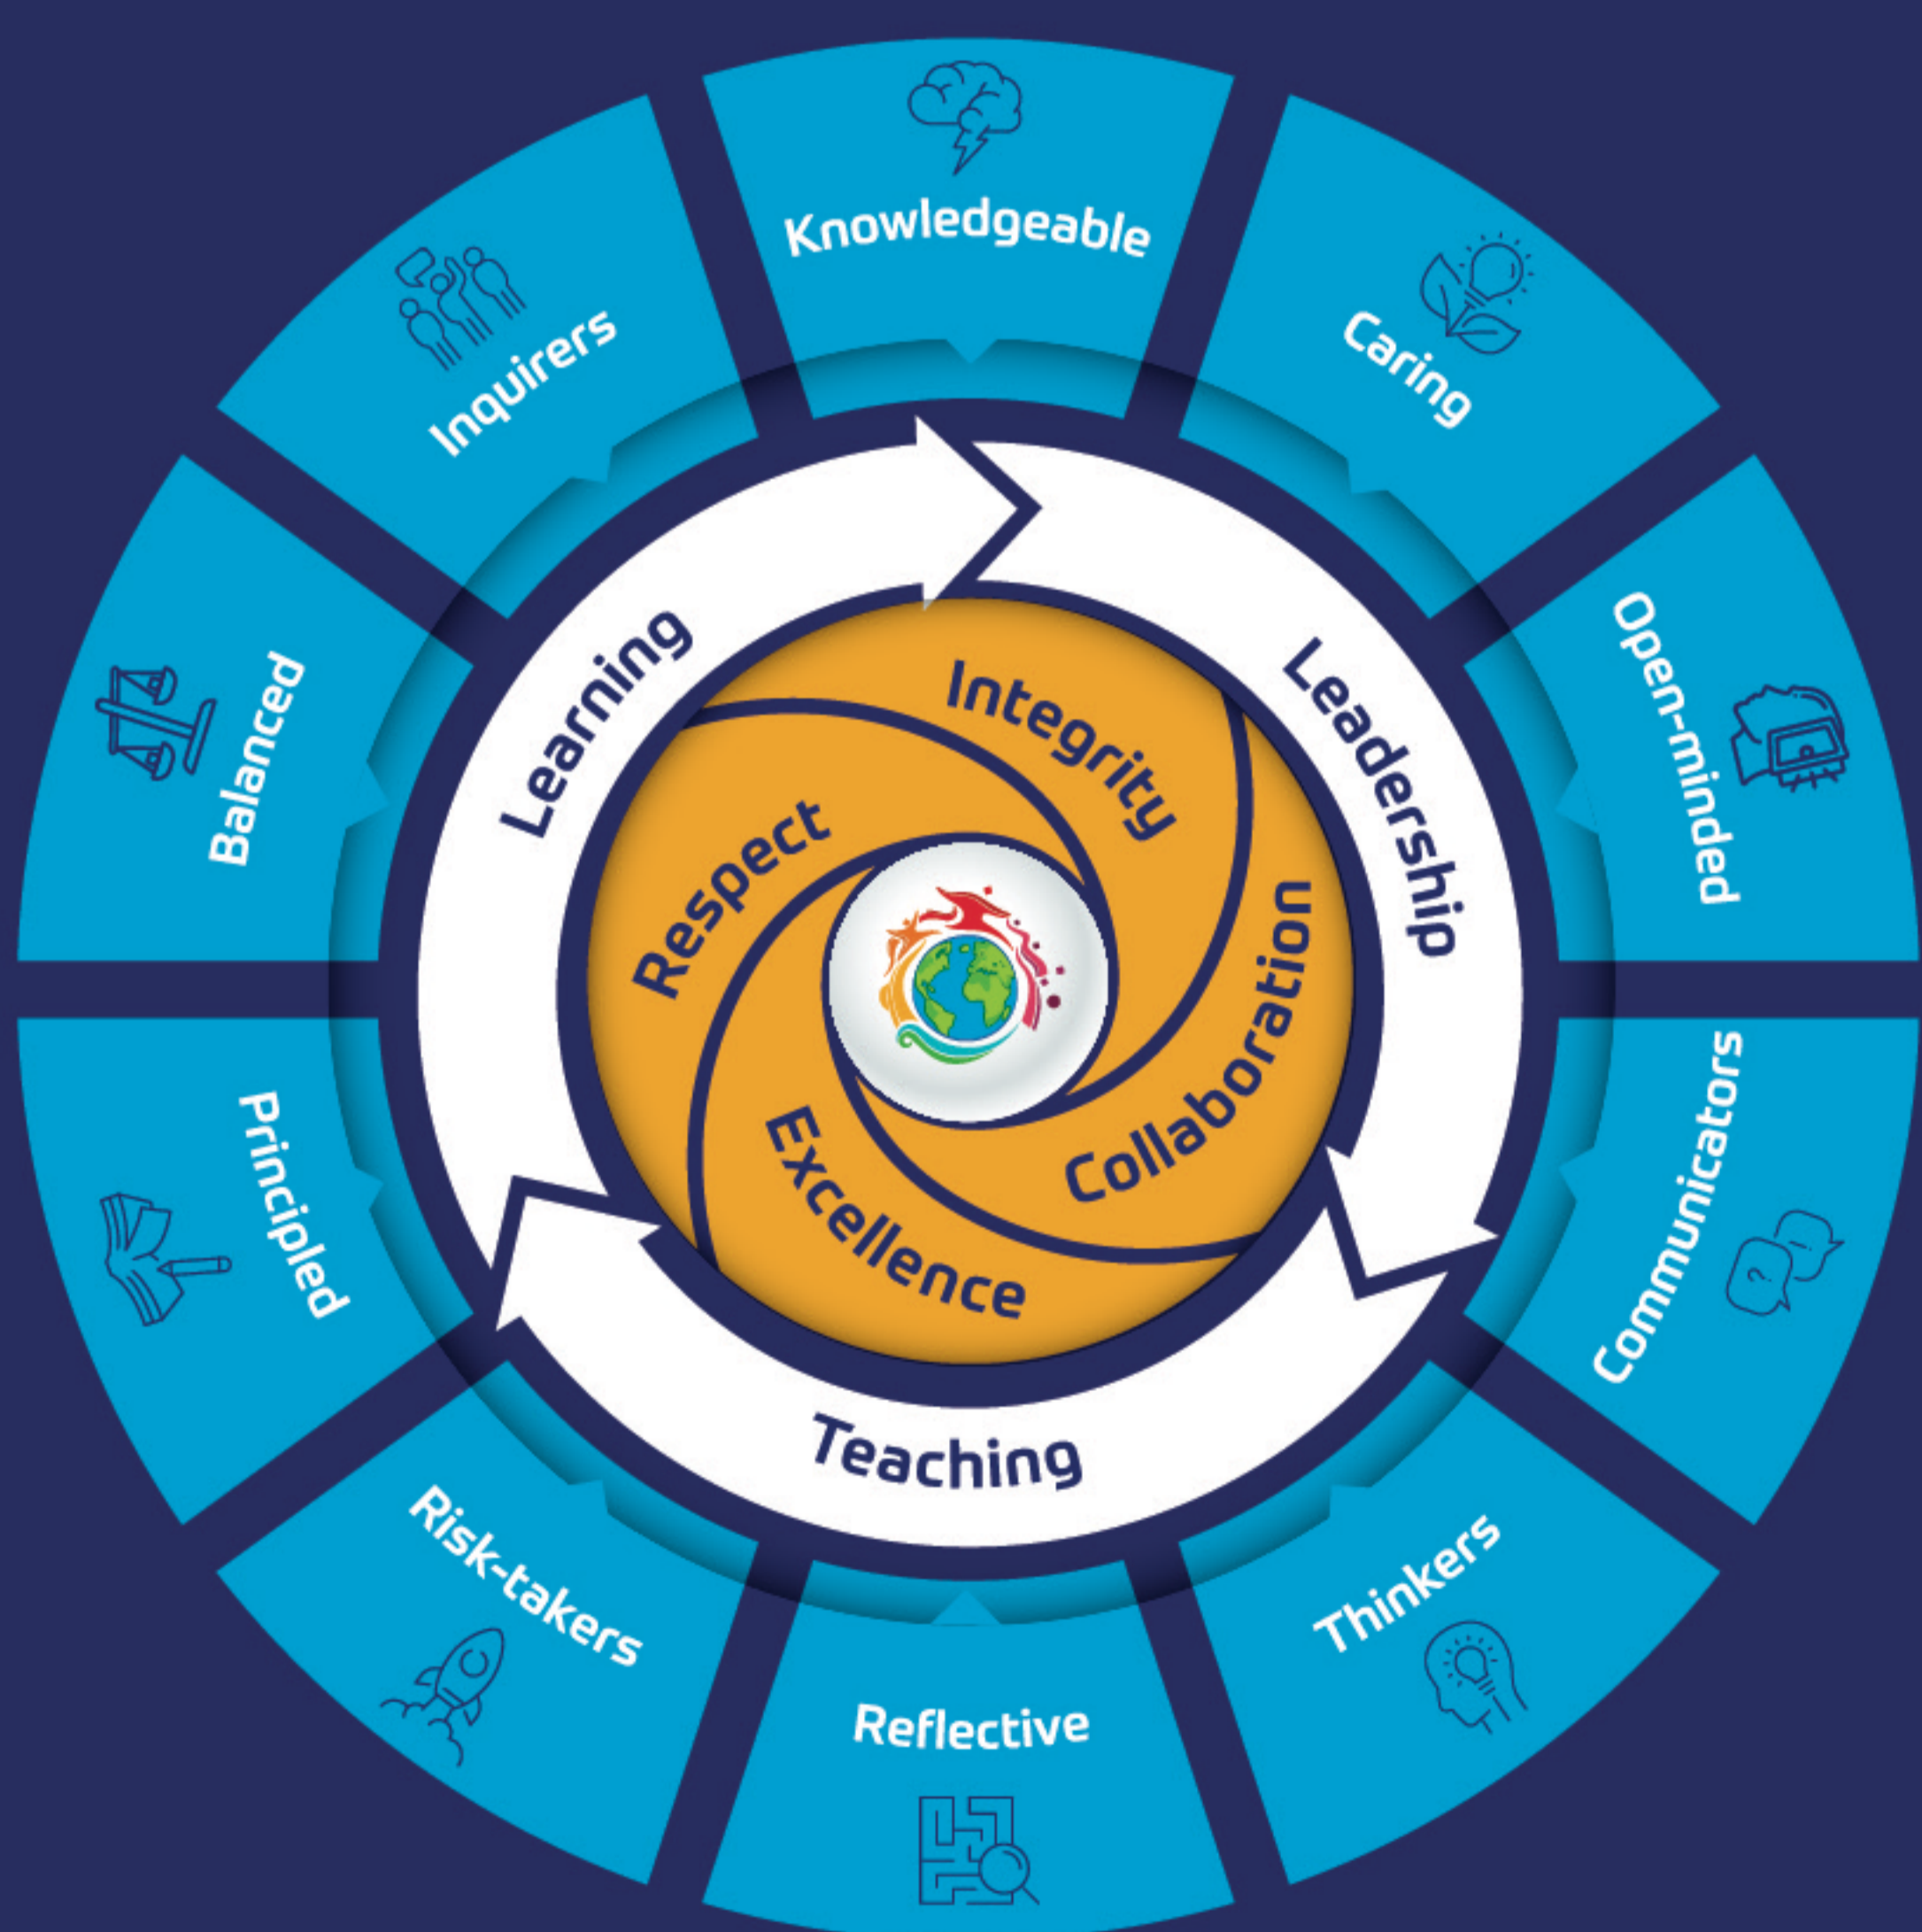 Knowledgeable
Caring
Open-minded
Communicators
Thinkers
Reflective
Risk-takers
Principled
Balanced
Inquirers
Learning
Leadership
Teaching
Integrity
Collaboration
Excellence
Respect
?